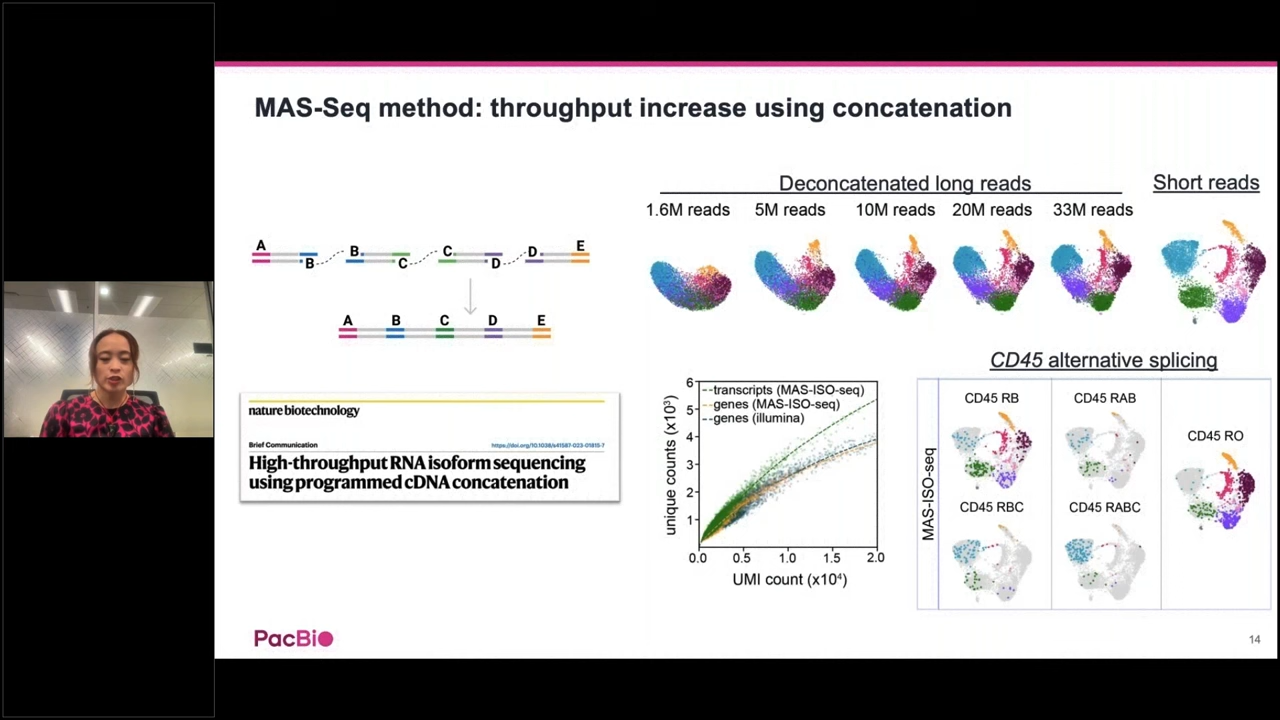 MAS-Seq method: throughput increase using concatenation
Deconcatenated long reads
Short reads
1.6M reads 5M reads 10M reads 20M reads 33M reads
A B B C C D D E
A B C D E
nature biotechnology
Brief Communication
https://doi.org/10.1038/s41587-023-01815-7
High-throughput RNA isoform sequencing
using programmed cDNA concatenation
unique counts (x10³)
6
5
4
3
2
1
transcripts (MAS-ISO-seq)
genes (MAS-ISO-seq)
genes (illumina)
0.0 0.5 1.0 1.5 2.0
UMI count (x10⁴)
CD45 alternative splicing
MAS-ISO-seq
CD45 RB
CD45 RAB
CD45 RO
CD45 RBC
CD45 RABC
PacBio
14